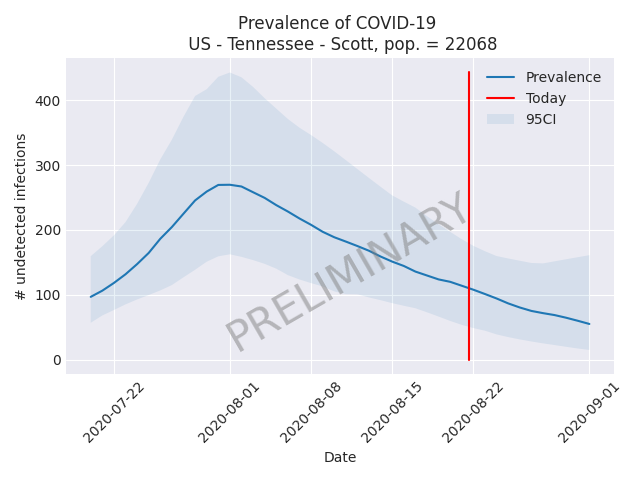 Prevalence of COVID-19
US - Tennessee - Scott, pop. = 22068
# undetected infections
400
300
200
100
0
Prevalence
Today
95CI
PRELIMINARY
2020-07-22
2020-08-01
2020-08-08
2020-08-15
2020-08-22
2020-09-01
Date